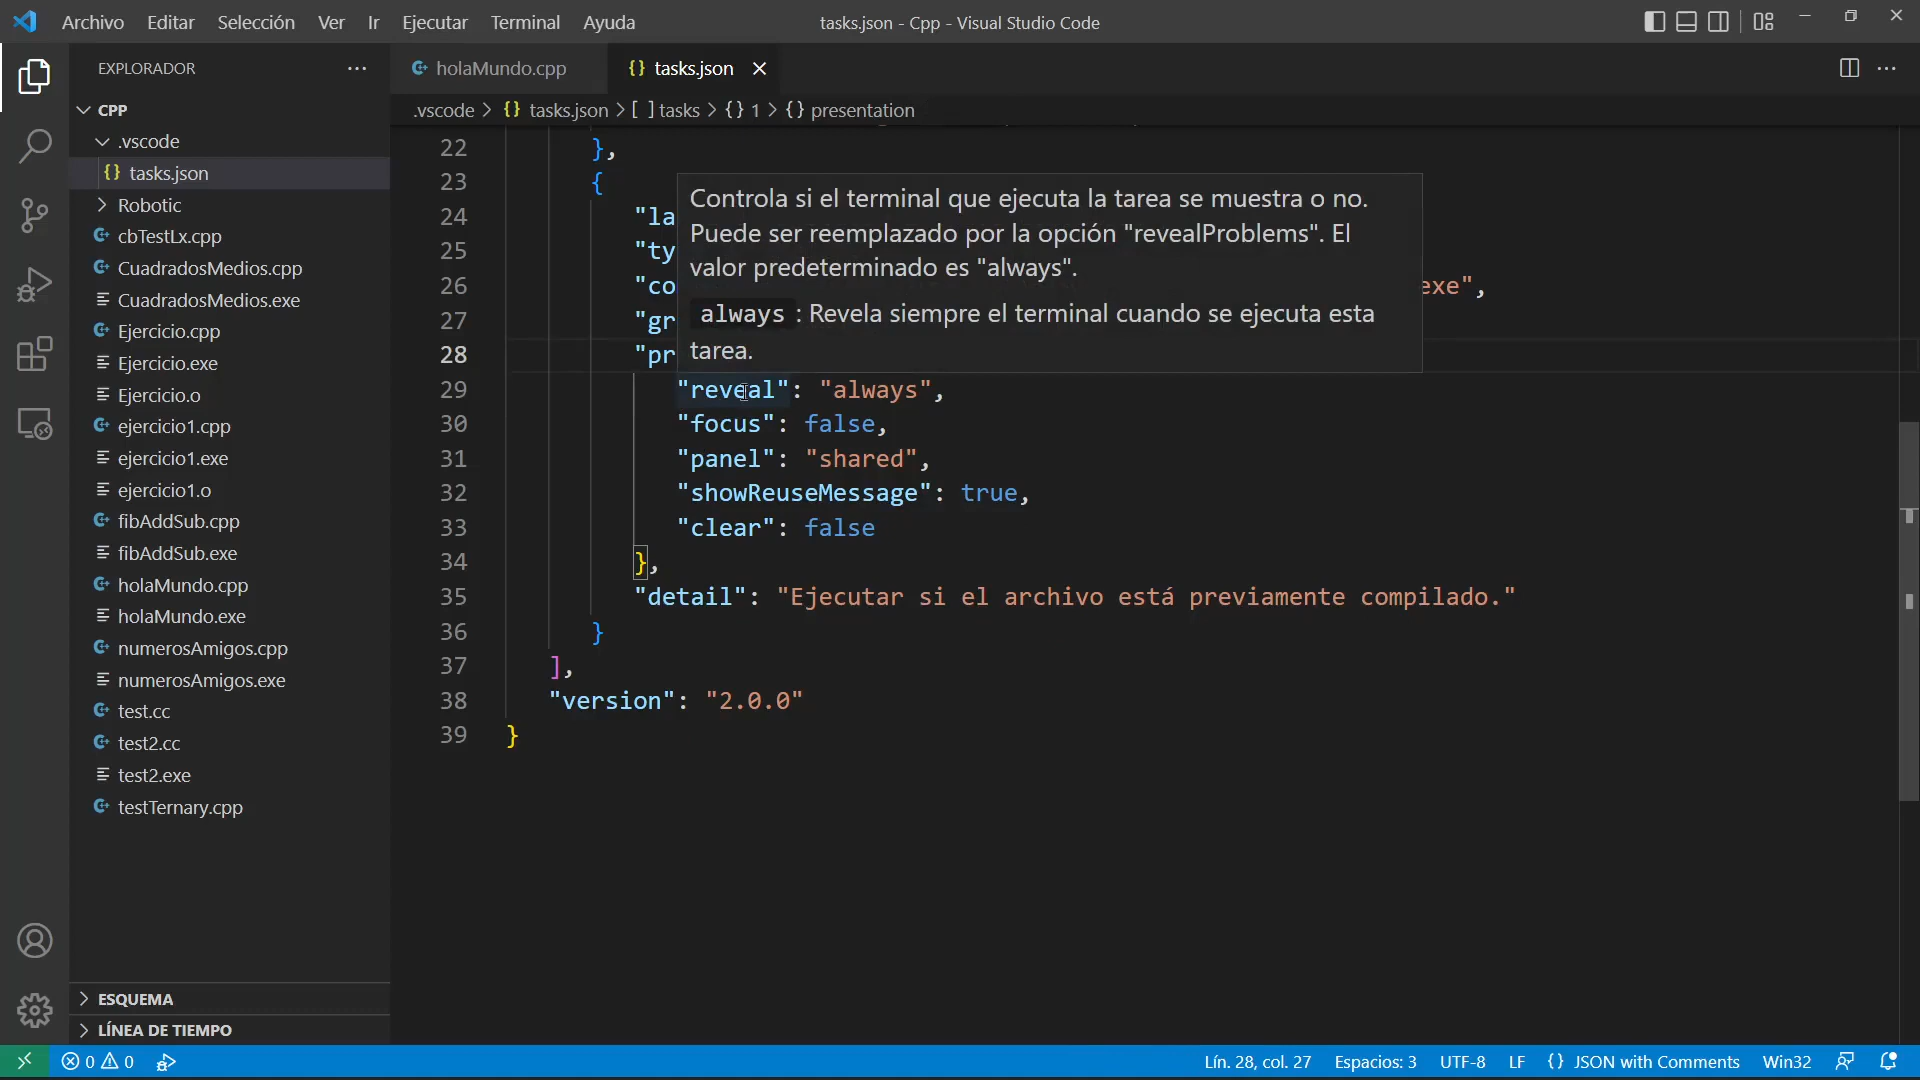 Archivo Editar Selección Ver Ir Ejecutar Terminal Ayuda
tasks.json - Cpp - Visual Studio Code
EXPLORADOR
CPP
.vscode
tasks.json
Robotic
cbTestLx.cpp
CuadradosMedios.cpp
CuadradosMedios.exe
Ejercicio.cpp
Ejercicio.exe
Ejercicio.o
ejercicio1.cpp
ejercicio1.exe
ejercicio1.o
fibAddSub.cpp
fibAddSub.exe
holaMundo.cpp
holaMundo.exe
numerosAmigos.cpp
numerosAmigos.exe
test.cc
test2.cc
test2.exe
testTernary.cpp
ESQUEMA
LÍNEA DE TIEMPO
holaMundo.cpp
{} tasks.json
.vscode > {} tasks.json > [ ] tasks > {} 1 > {} presentation
22 },
23 {
24 "la
25 "ty
26 "co exe",
27 "gr
28 "pr
Controla si el terminal que ejecuta la tarea se muestra o no.
Puede ser reemplazado por la opción "revealProblems". El
valor predeterminado es "always".
always : Revela siempre el terminal cuando se ejecuta esta
tarea.
29 "reveal": "always",
30 "focus": false,
31 "panel": "shared",
32 "showReuseMessage": true,
33 "clear": false
34 },
35 "detail": "Ejecutar si el archivo está previamente compilado."
36 }
37 ],
38 "version": "2.0.0"
39 }
0 0
Lín. 28, col. 27 Espacios: 3 UTF-8 LF {} JSON with Comments Win32